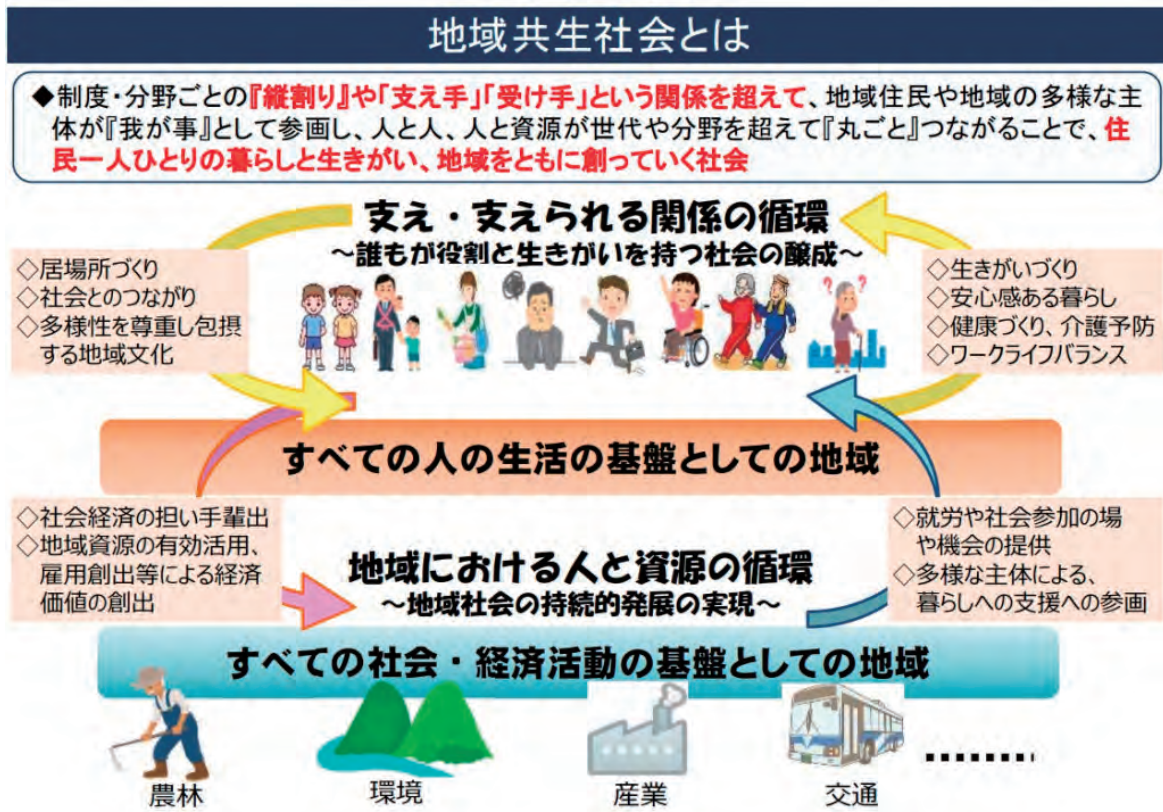 地域共生社会とは
◆制度・分野ごとの『縦割り』や「支え手」「受け手」という関係を超えて、地域住民や地域の多様な主
体が『我が事』として参画し、人と人、人と資源が世代や分野を超えて『丸ごと』つながることで、住
民一人ひとりの暮らしと生きがい、地域をともに創っていく社会
支え・支えられる関係の循環
～誰もが役割と生きがいを持つ社会の醸成～
◇居場所づくり
◇社会とのつながり
◇多様性を尊重し包摂
する地域文化
◇生きがいづくり
◇安心感ある暮らし
◇健康づくり、介護予防
◇ワークライフバランス
??
すべての人の生活の基盤としての地域
◇社会経済の担い手輩出
◇地域資源の有効活用、
雇用創出等による経済
価値の創出
地域における人と資源の循環
～地域社会の持続的発展の実現～
◇就労や社会参加の場
や機会の提供
◇多様な主体による、
暮らしへの支援への参画
すべての社会・経済活動の基盤としての地域
農林
環境
産業
交通
………